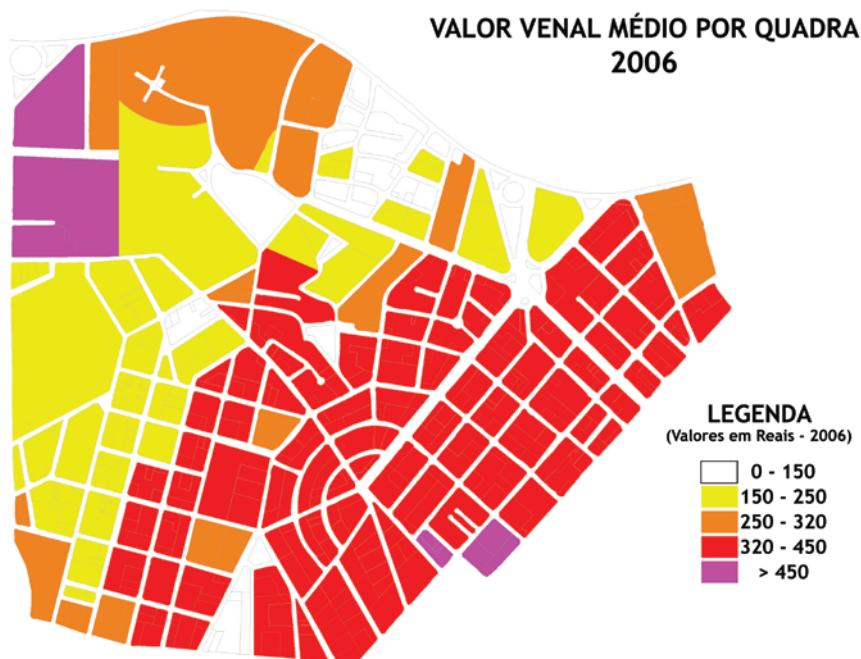 VALOR VENAL MÉDIO POR QUADRA
2006
LEGENDA
(Valores em Reais - 2006)
0 - 150
150 - 250
250 - 320
320 - 450
> 450